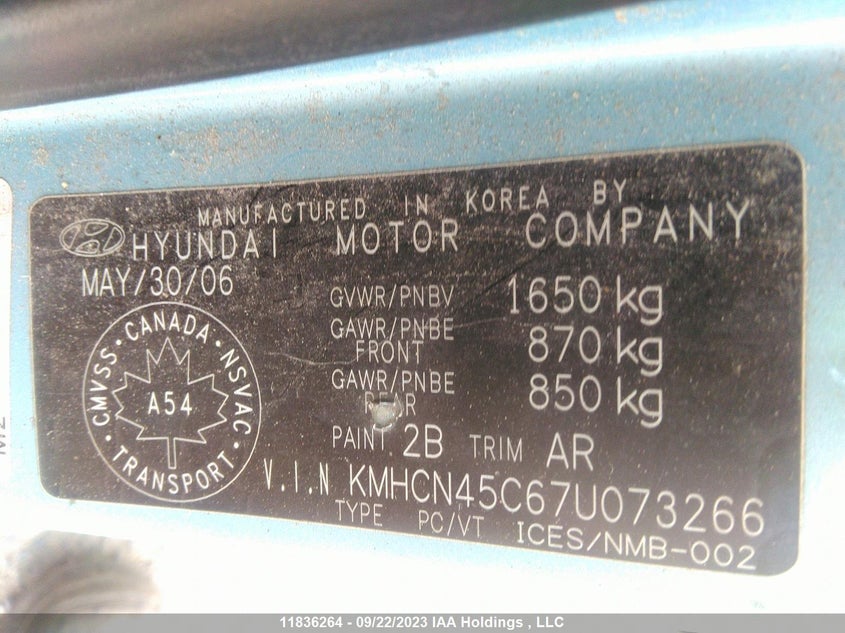 MANUFACTURED IN KOREA BY
HYUNDAI MOTOR COMPANY
MAY/30/06
GVWR/PNBV 1650 kg
GAWR/PNBE FRONT 870 kg
GAWR/PNBE REAR 850 kg
CMVSS · CANADA · NSVAC · TRANSPORT ·
A54
PAINT 2B TRIM AR
V.I.N KMHCN45C67U073266
TYPE PC/VT ICES/NMB-002
11836264 - 09/22/2023 IAA Holdings , LLC